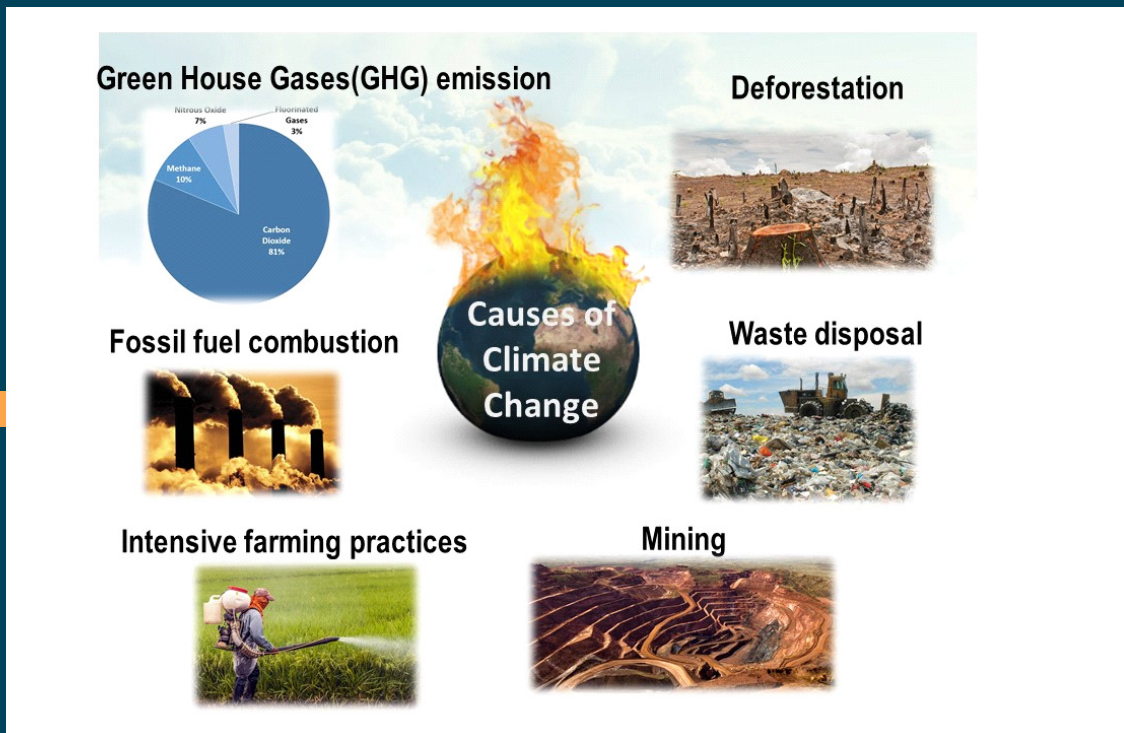 Green House Gases(GHG) emission
Deforestation
Nitrous Oxide
7%
Fluorinated
Gases
3%
Methane
10%
Carbon
Dioxide
81%
Causes of
Climate
Change
Fossil fuel combustion
Waste disposal
Intensive farming practices
Mining